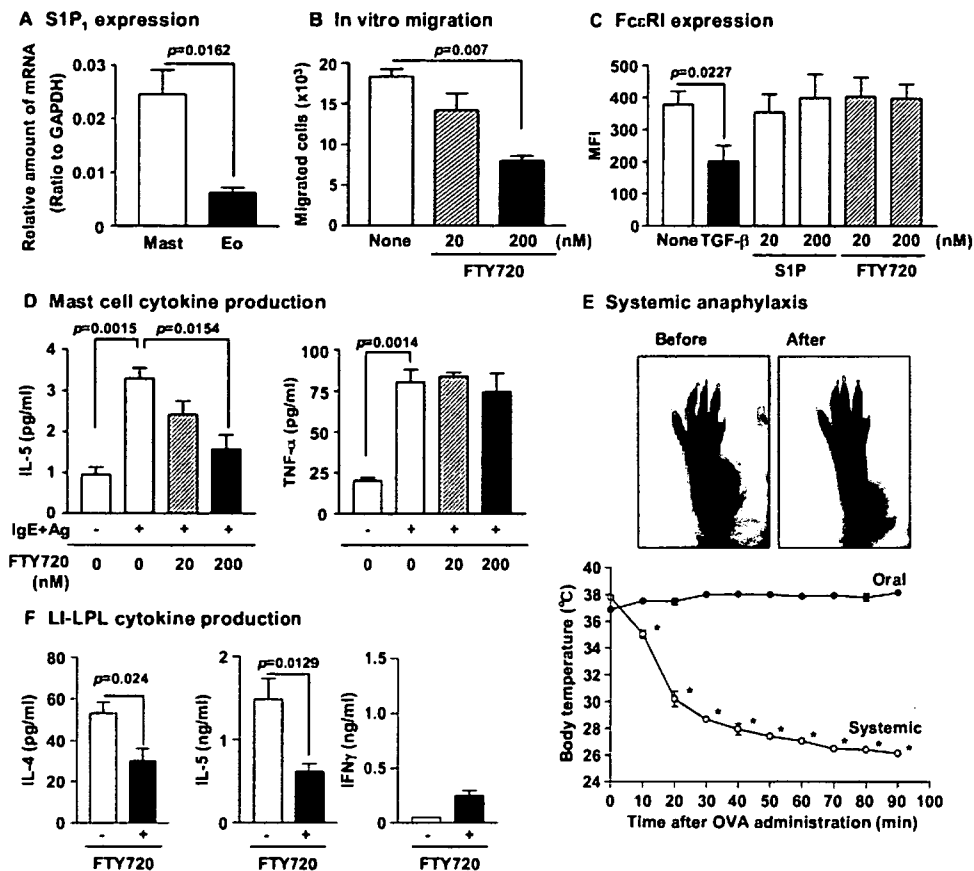 A S1P₁ expression
Relative amount of mRNA
(Ratio to GAPDH)
0.03
0.02
0.01
0
p=0.0162
Mast Eo
B In vitro migration
Migrated cells (x10³)
20
15
10
5
0
p=0.007
None 20 200 (nM)
FTY720
C FcεRI expression
MFI
500
400
300
200
100
0
p=0.0227
None TGF-β 20 200 20 200 (nM)
S1P FTY720
D Mast cell cytokine production
p=0.0015 p=0.0154
IL-5 (pg/ml)
4
3
2
1
0
IgE+Ag - + + +
FTY720 0 0 20 200
(nM)
p=0.0014
TNF-α (pg/ml)
100
75
50
25
0
- + + +
0 0 20 200
E Systemic anaphylaxis
Before After
Body temperature (°C)
38
36
34
32
30
28
26
24
Oral
Systemic
* * * * * * * * *
0 10 20 30 40 50 60 70 80 90 100
Time after OVA administration (min)
F LI-LPL cytokine production
IL-4 (pg/ml)
80
60
40
20
0
p=0.024
- +
FTY720
IL-5 (ng/ml)
2
1
0
p=0.0129
- +
FTY720
IFNγ (ng/ml)
1.5
1.0
0.5
0
- +
FTY720